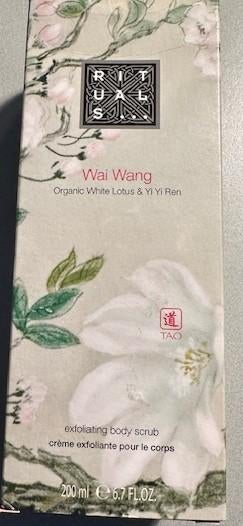 RIT
UAL
S...
Wai Wang
Organic White Lotus & Yi Yi Ren
道
TAO
exfoliating body scrub
crème exfoliante pour le corps
200 ml ℮ 6.7 FL.OZ.